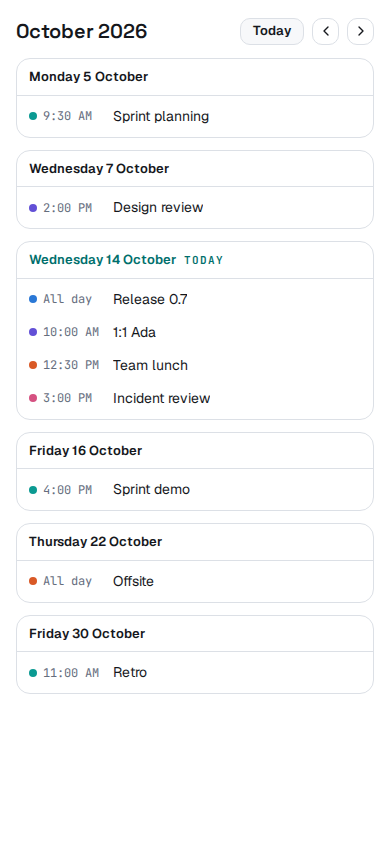 October 2026 Today
Monday 5 October
9:30 AM Sprint planning
Wednesday 7 October
2:00 PM Design review
Wednesday 14 October TODAY
All day Release 0.7
10:00 AM 1:1 Ada
12:30 PM Team lunch
3:00 PM Incident review
Friday 16 October
4:00 PM Sprint demo
Thursday 22 October
All day Offsite
Friday 30 October
11:00 AM Retro